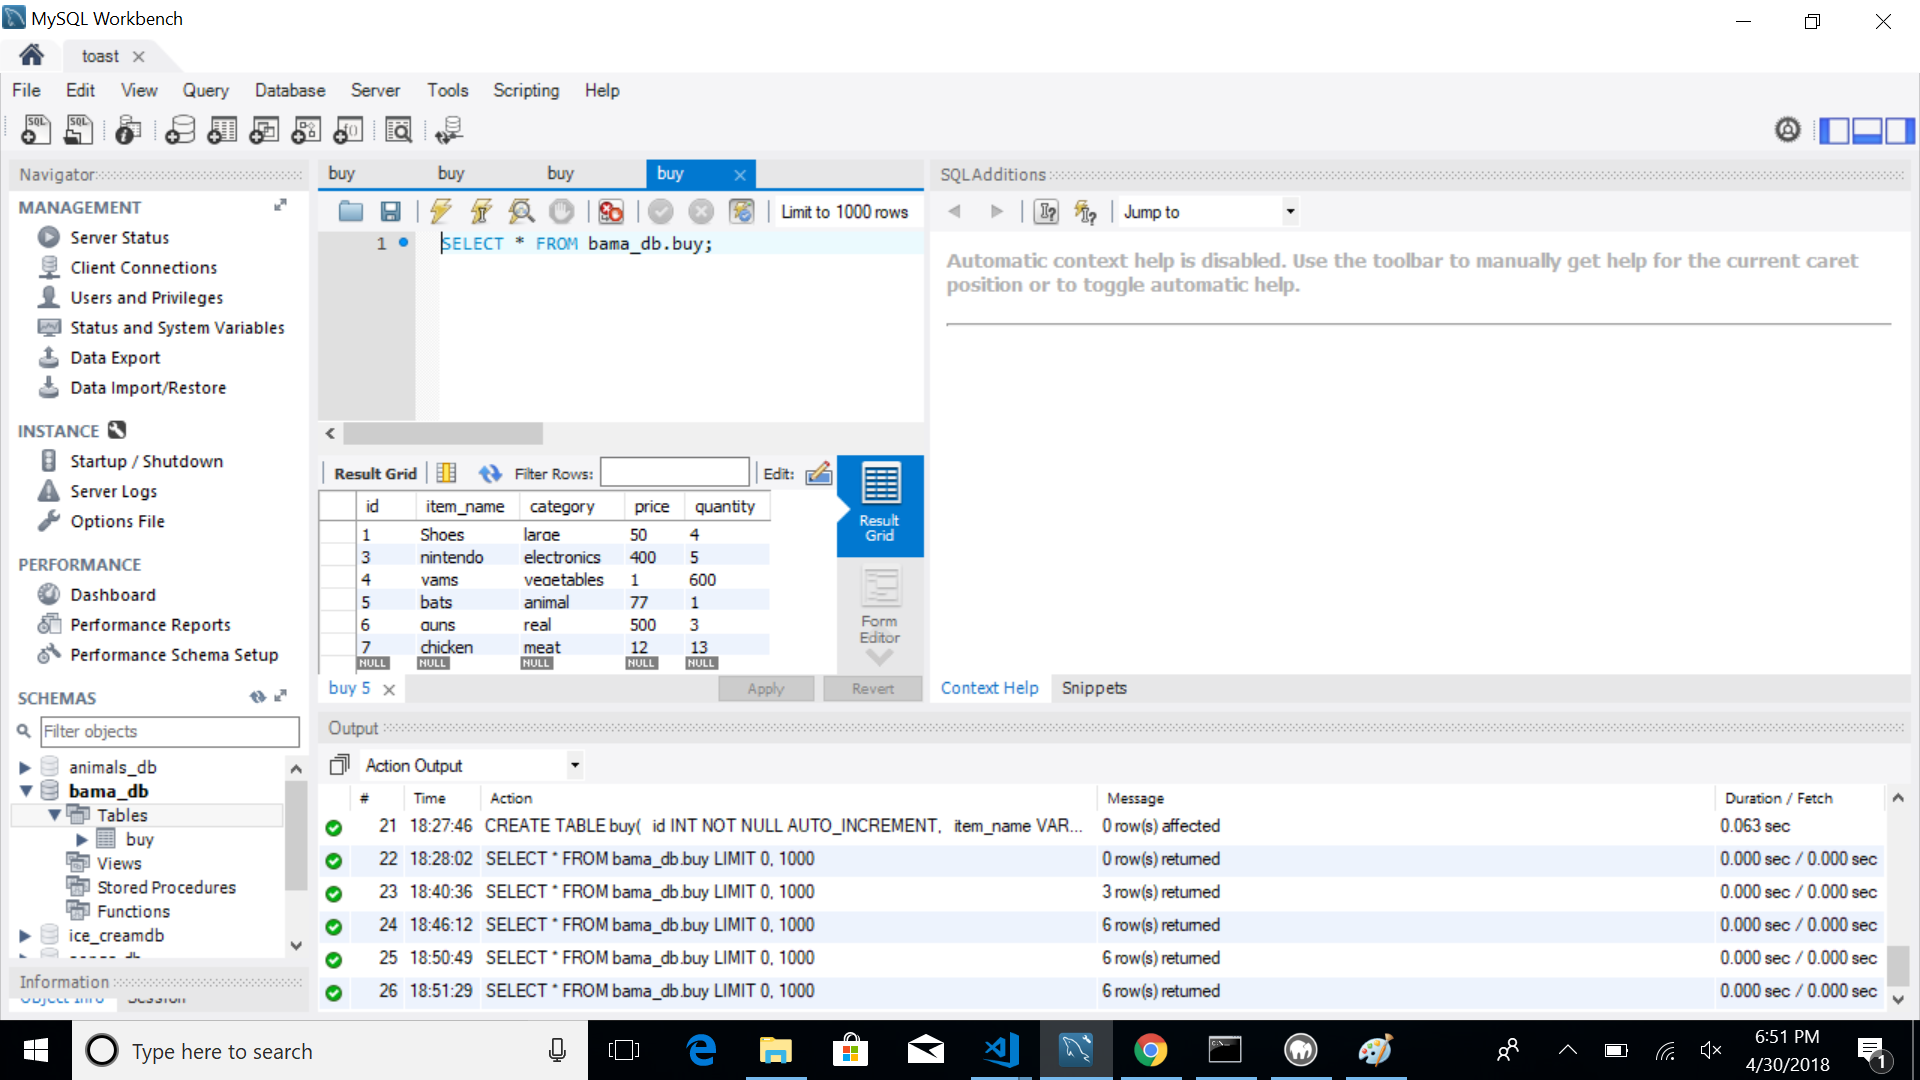 MySQL Workbench
toast
File Edit View Query Database Server Tools Scripting Help
Navigator
MANAGEMENT
Server Status
Client Connections
Users and Privileges
Status and System Variables
Data Export
Data Import/Restore
INSTANCE
Startup / Shutdown
Server Logs
Options File
PERFORMANCE
Dashboard
Performance Reports
Performance Schema Setup
SCHEMAS
Filter objects
animals_db
bama_db
Tables
buy
Views
Stored Procedures
Functions
ice_creamdb
Information
Object Info Session
buy buy buy buy
Limit to 1000 rows
1 SELECT * FROM bama_db.buy;
Result Grid Filter Rows: Edit:
id item_name category price quantity
1 Shoes large 50 4
3 nintendo electronics 400 5
4 yams vegetables 1 600
5 bats animal 77 1
6 guns real 500 3
7 chicken meat 12 13
NULL NULL NULL NULL NULL
Result
Grid
Form
Editor
buy 5 Apply Revert
SQLAdditions
Jump to
Automatic context help is disabled. Use the toolbar to manually get help for the current caret
position or to toggle automatic help.
Context Help Snippets
Output
Action Output
# Time Action Message Duration / Fetch
21 18:27:46 CREATE TABLE buy( id INT NOT NULL AUTO_INCREMENT, item_name VAR... 0 row(s) affected 0.063 sec
22 18:28:02 SELECT * FROM bama_db.buy LIMIT 0, 1000 0 row(s) returned 0.000 sec / 0.000 sec
23 18:40:36 SELECT * FROM bama_db.buy LIMIT 0, 1000 3 row(s) returned 0.000 sec / 0.000 sec
24 18:46:12 SELECT * FROM bama_db.buy LIMIT 0, 1000 6 row(s) returned 0.000 sec / 0.000 sec
25 18:50:49 SELECT * FROM bama_db.buy LIMIT 0, 1000 6 row(s) returned 0.000 sec / 0.000 sec
26 18:51:29 SELECT * FROM bama_db.buy LIMIT 0, 1000 6 row(s) returned 0.000 sec / 0.000 sec
Type here to search
6:51 PM
4/30/2018
1